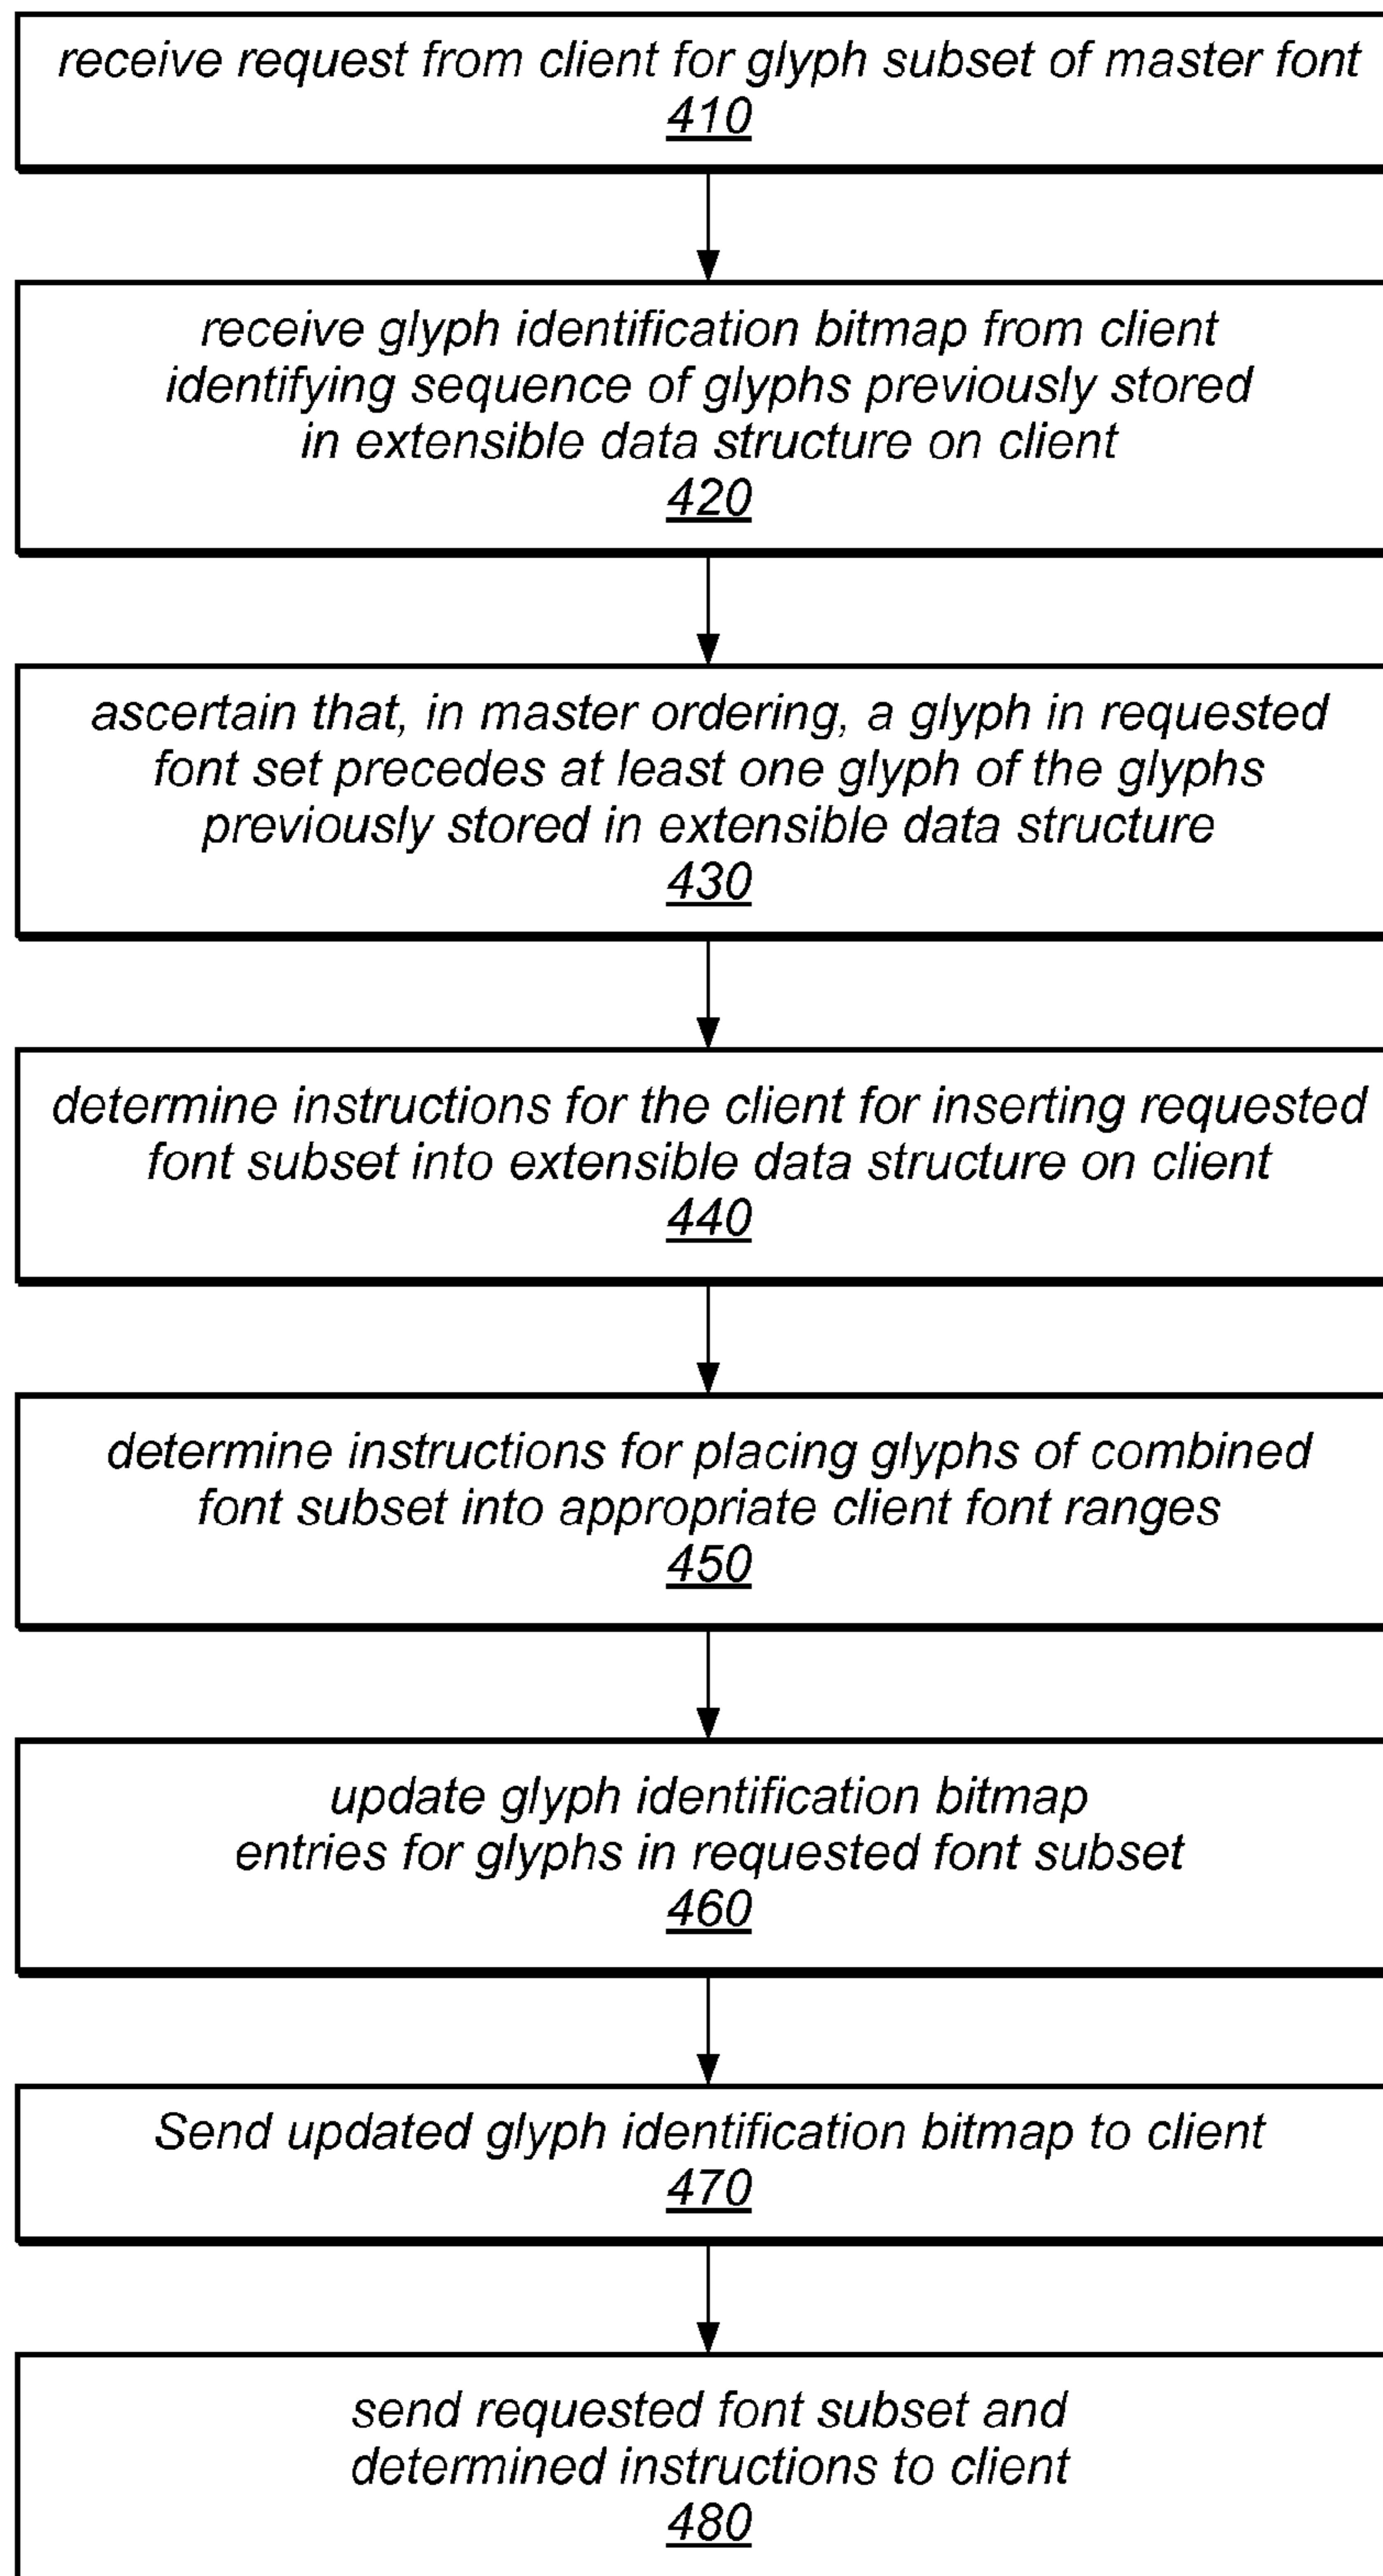 receive request from client for glyph subset of master font
410
receive glyph identification bitmap from client
identifying sequence of glyphs previously stored
in extensible data structure on client
420
ascertain that, in master ordering, a glyph in requested
font set precedes at least one glyph of the glyphs
previously stored in extensible data structure
430
determine instructions for the client for inserting requested
font subset into extensible data structure on client
440
determine instructions for placing glyphs of combined
font subset into appropriate client font ranges
450
update glyph identification bitmap
entries for glyphs in requested font subset
460
Send updated glyph identification bitmap to client
470
send requested font subset and
determined instructions to client
480